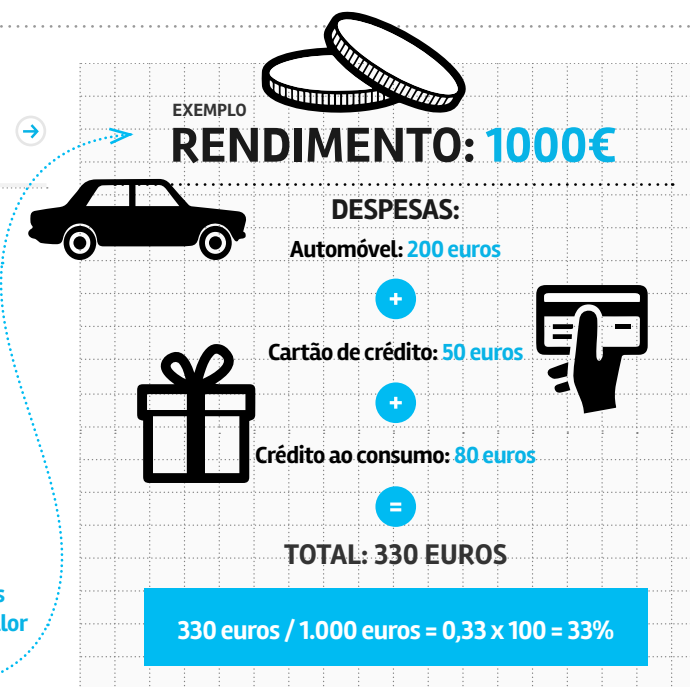 EXEMPLO
RENDIMENTO: 1000€
DESPESAS:
Automóvel: 200 euros
+
Cartão de crédito: 50 euros
+
Crédito ao consumo: 80 euros
=
TOTAL: 330 EUROS
330 euros / 1.000 euros = 0,33 x 100 = 33%